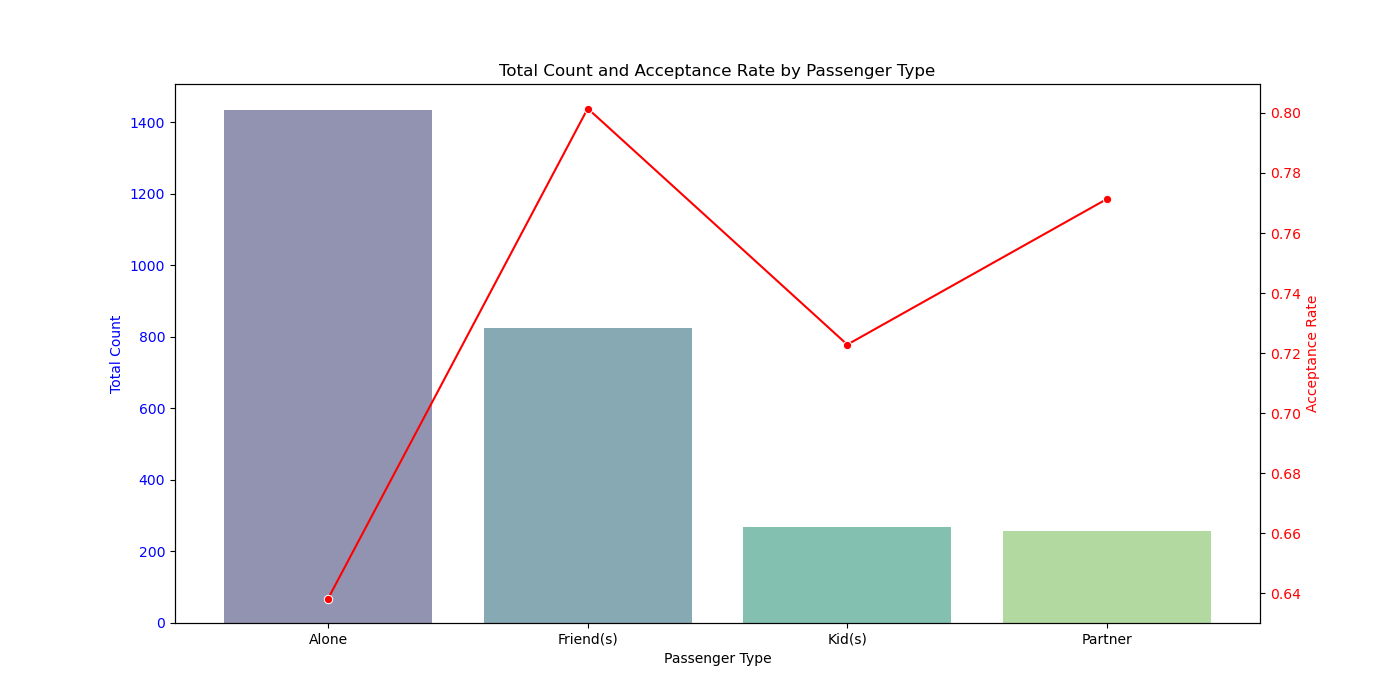 Total Count and Acceptance Rate by Passenger Type
Total Count
1400
1200
1000
800
600
400
200
0
Alone
Friend(s)
Kid(s)
Partner
Passenger Type
0.80
0.78
0.76
0.74
0.72
0.70
0.68
0.66
0.64
Acceptance Rate